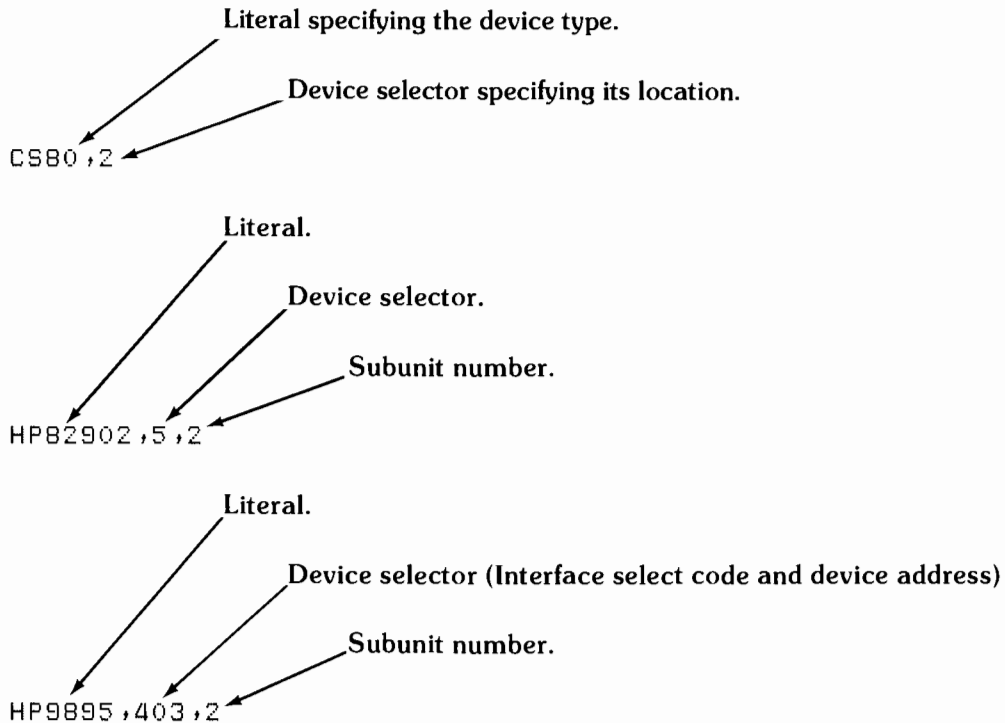 Literal specifying the device type.
Device selector specifying its location.
CS80,2
Literal.
Device selector.
Subunit number.
HP82902,5,2
Literal.
Device selector (Interface select code and device address)
Subunit number.
HP9895,403,2